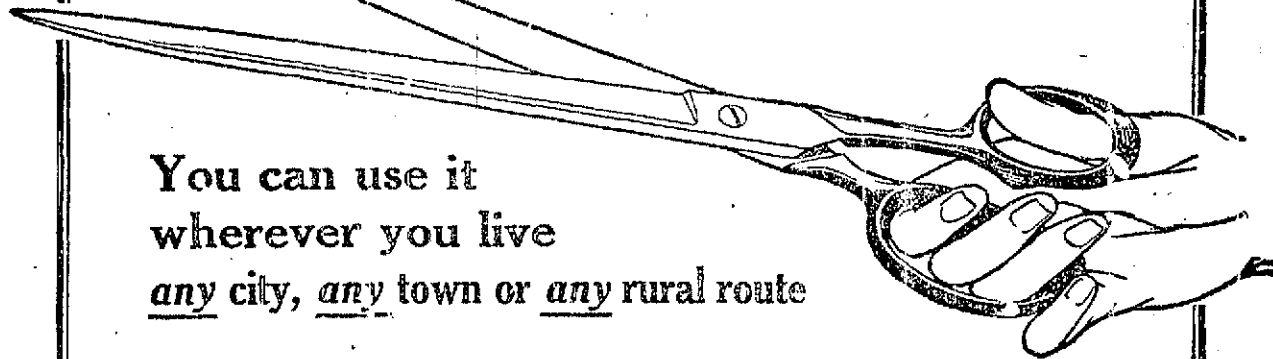 You can use it
wherever you live
any city, any town or any rural route